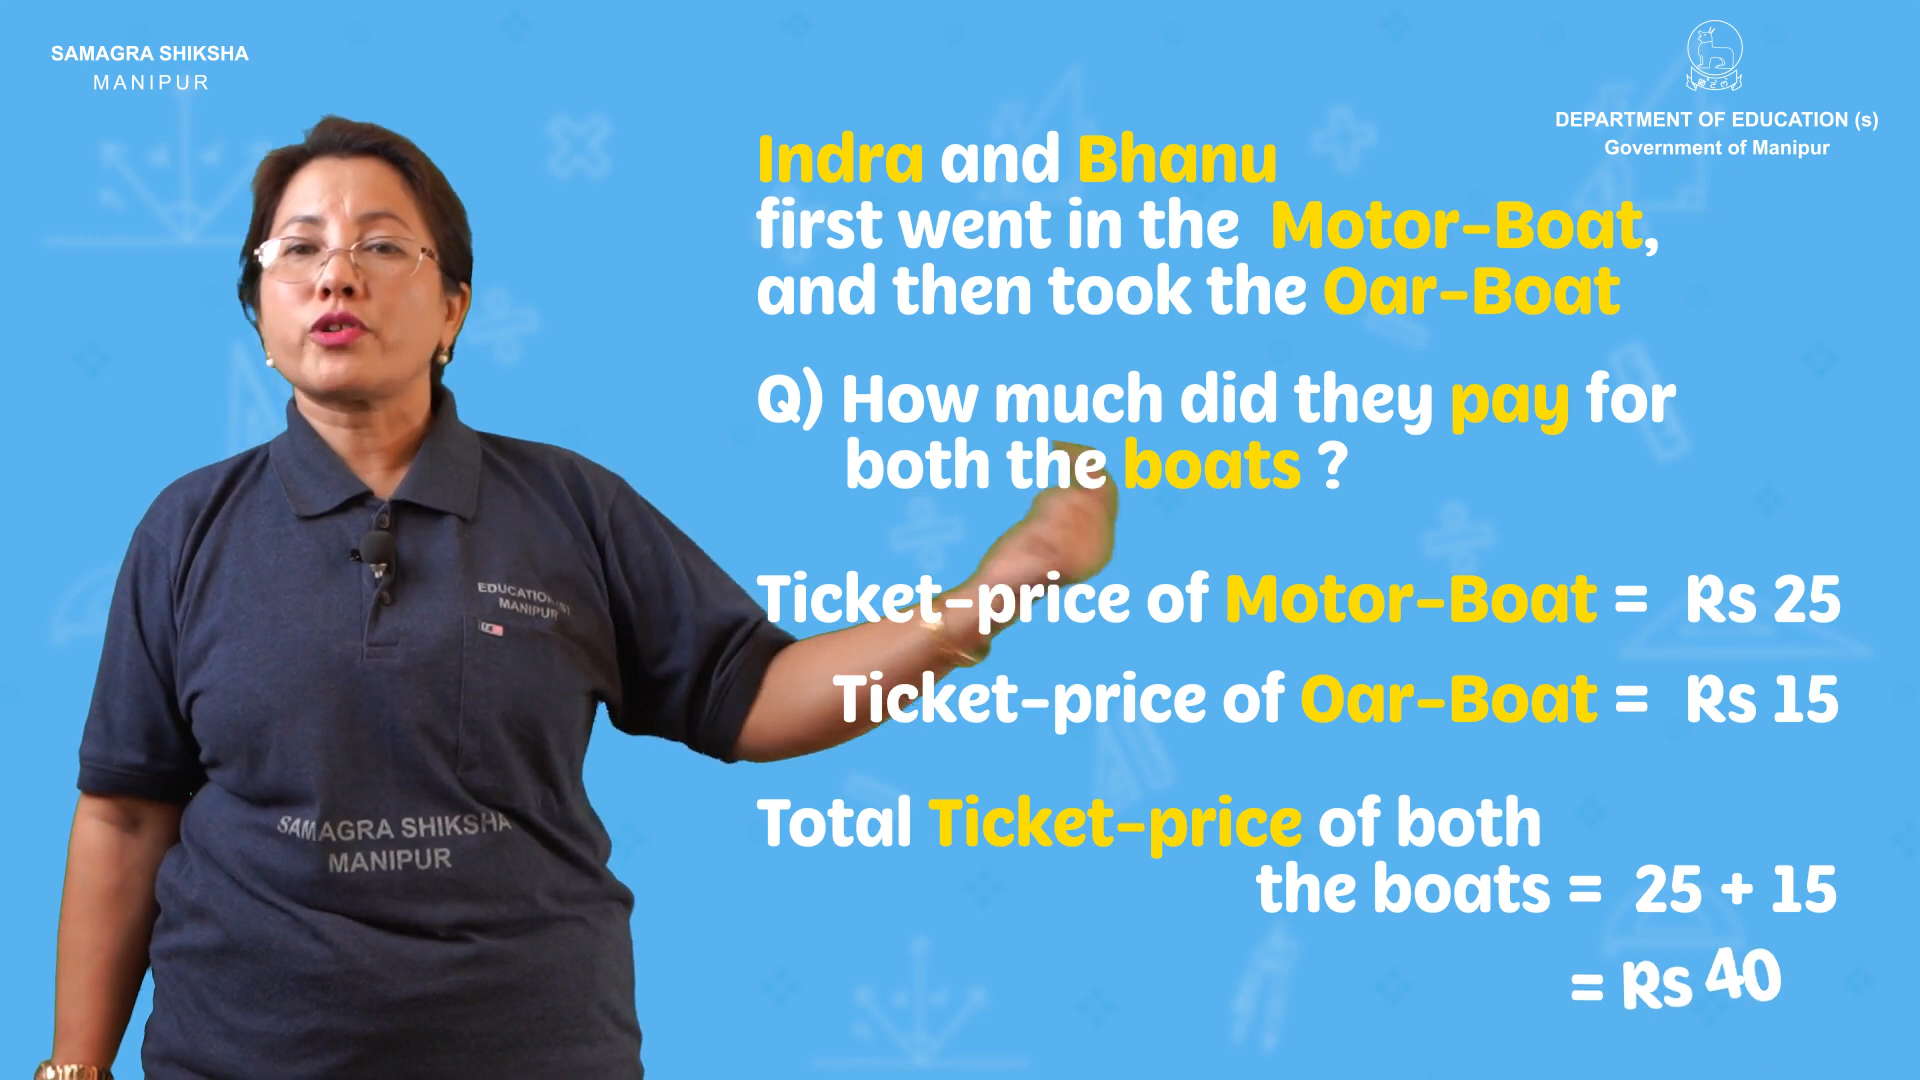 SAMAGRA SHIKSHA
MANIPUR
DEPARTMENT OF EDUCATION (s)
Government of Manipur
Indra and Bhanu
first went in the Motor-Boat,
and then took the Oar-Boat
Q) How much did they pay for
both the boats ?
Ticket-price of Motor-Boat = Rs 25
Ticket-price of Oar-Boat = Rs 15
Total Ticket-price of both
the boats = 25 + 15
= Rs 40
EDUCATION (S)
MANIPUR
SAMAGRA SHIKSHA
MANIPUR